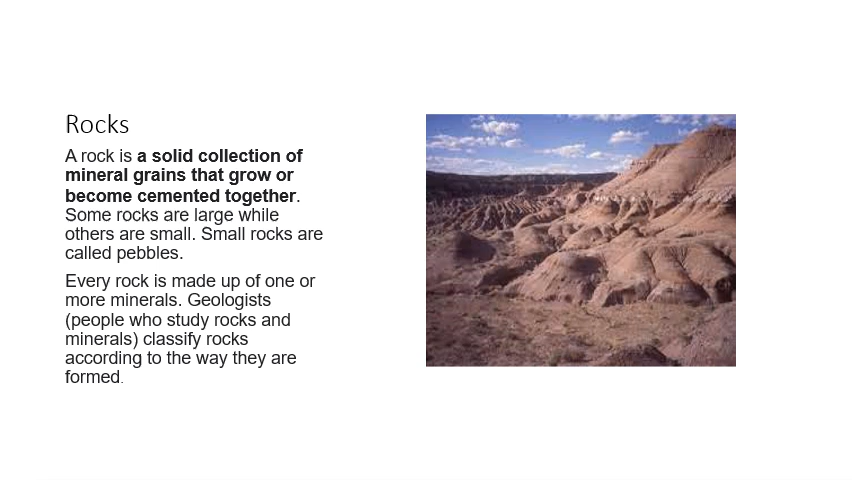 Rocks
A rock is a solid collection of
mineral grains that grow or
become cemented together.
Some rocks are large while
others are small. Small rocks are
called pebbles.
Every rock is made up of one or
more minerals. Geologists
(people who study rocks and
minerals) classify rocks
according to the way they are
formed.